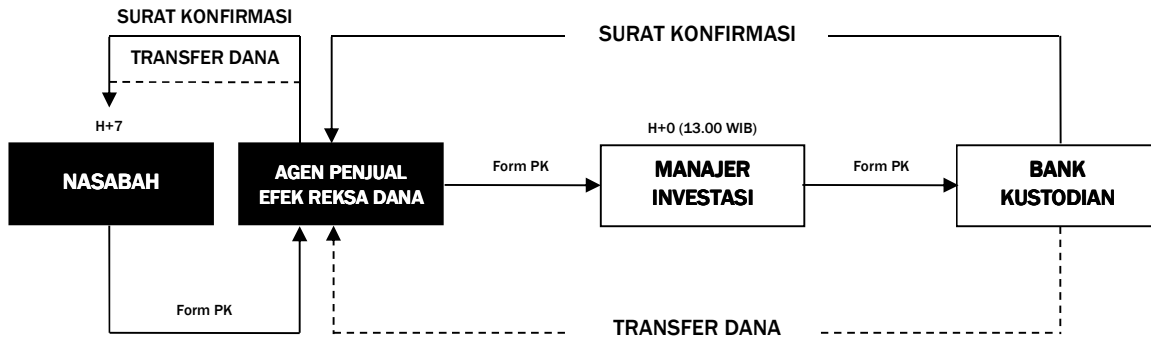 SURAT KONFIRMASI
TRANSFER DANA
SURAT KONFIRMASI
H+7
H+0 (13.00 WIB)
NASABAH
AGEN PENJUAL
EFEK REKSA DANA
Form PK
MANAJER
INVESTASI
Form PK
BANK
KUSTODIAN
Form PK
TRANSFER DANA